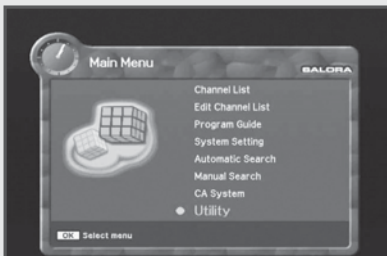 Main Menu
SALORA
Channel List
Edit Channel List
Program Guide
System Setting
Automatic Search
Manual Search
CA System
Utility
OK Select menu